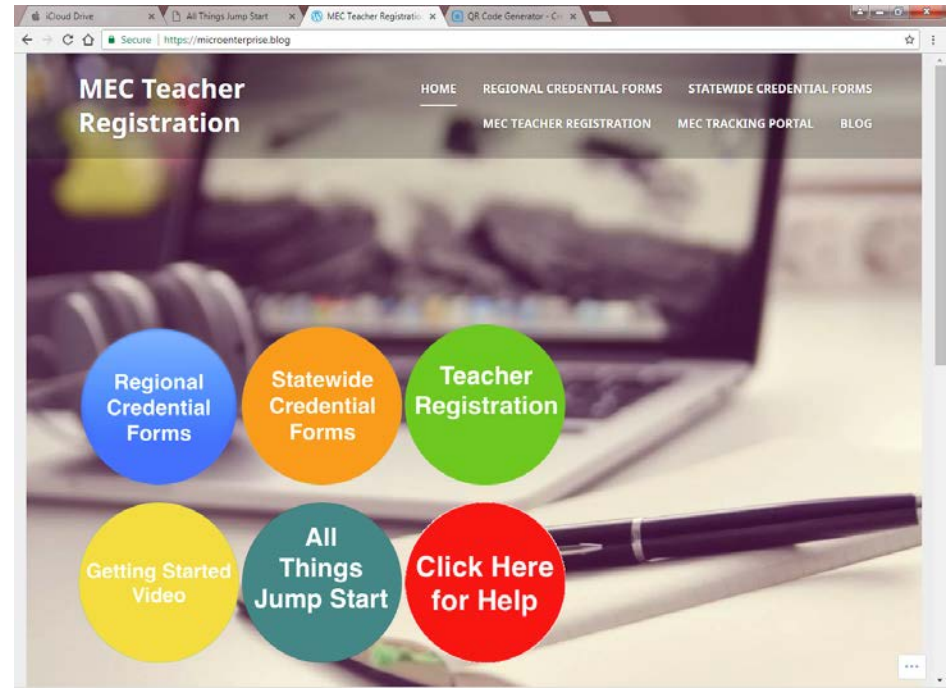 iCloud Drive
All Things Jump Start
MEC Teacher Registratio
QR Code Generator - Cr
Secure | https://microenterprise.blog
MEC Teacher
Registration
HOME REGIONAL CREDENTIAL FORMS STATEWIDE CREDENTIAL FORMS
MEC TEACHER REGISTRATION MEC TRACKING PORTAL BLOG
Regional
Credential
Forms
Statewide
Credential
Forms
Teacher
Registration
Getting Started
Video
All
Things
Jump Start
Click Here
for Help